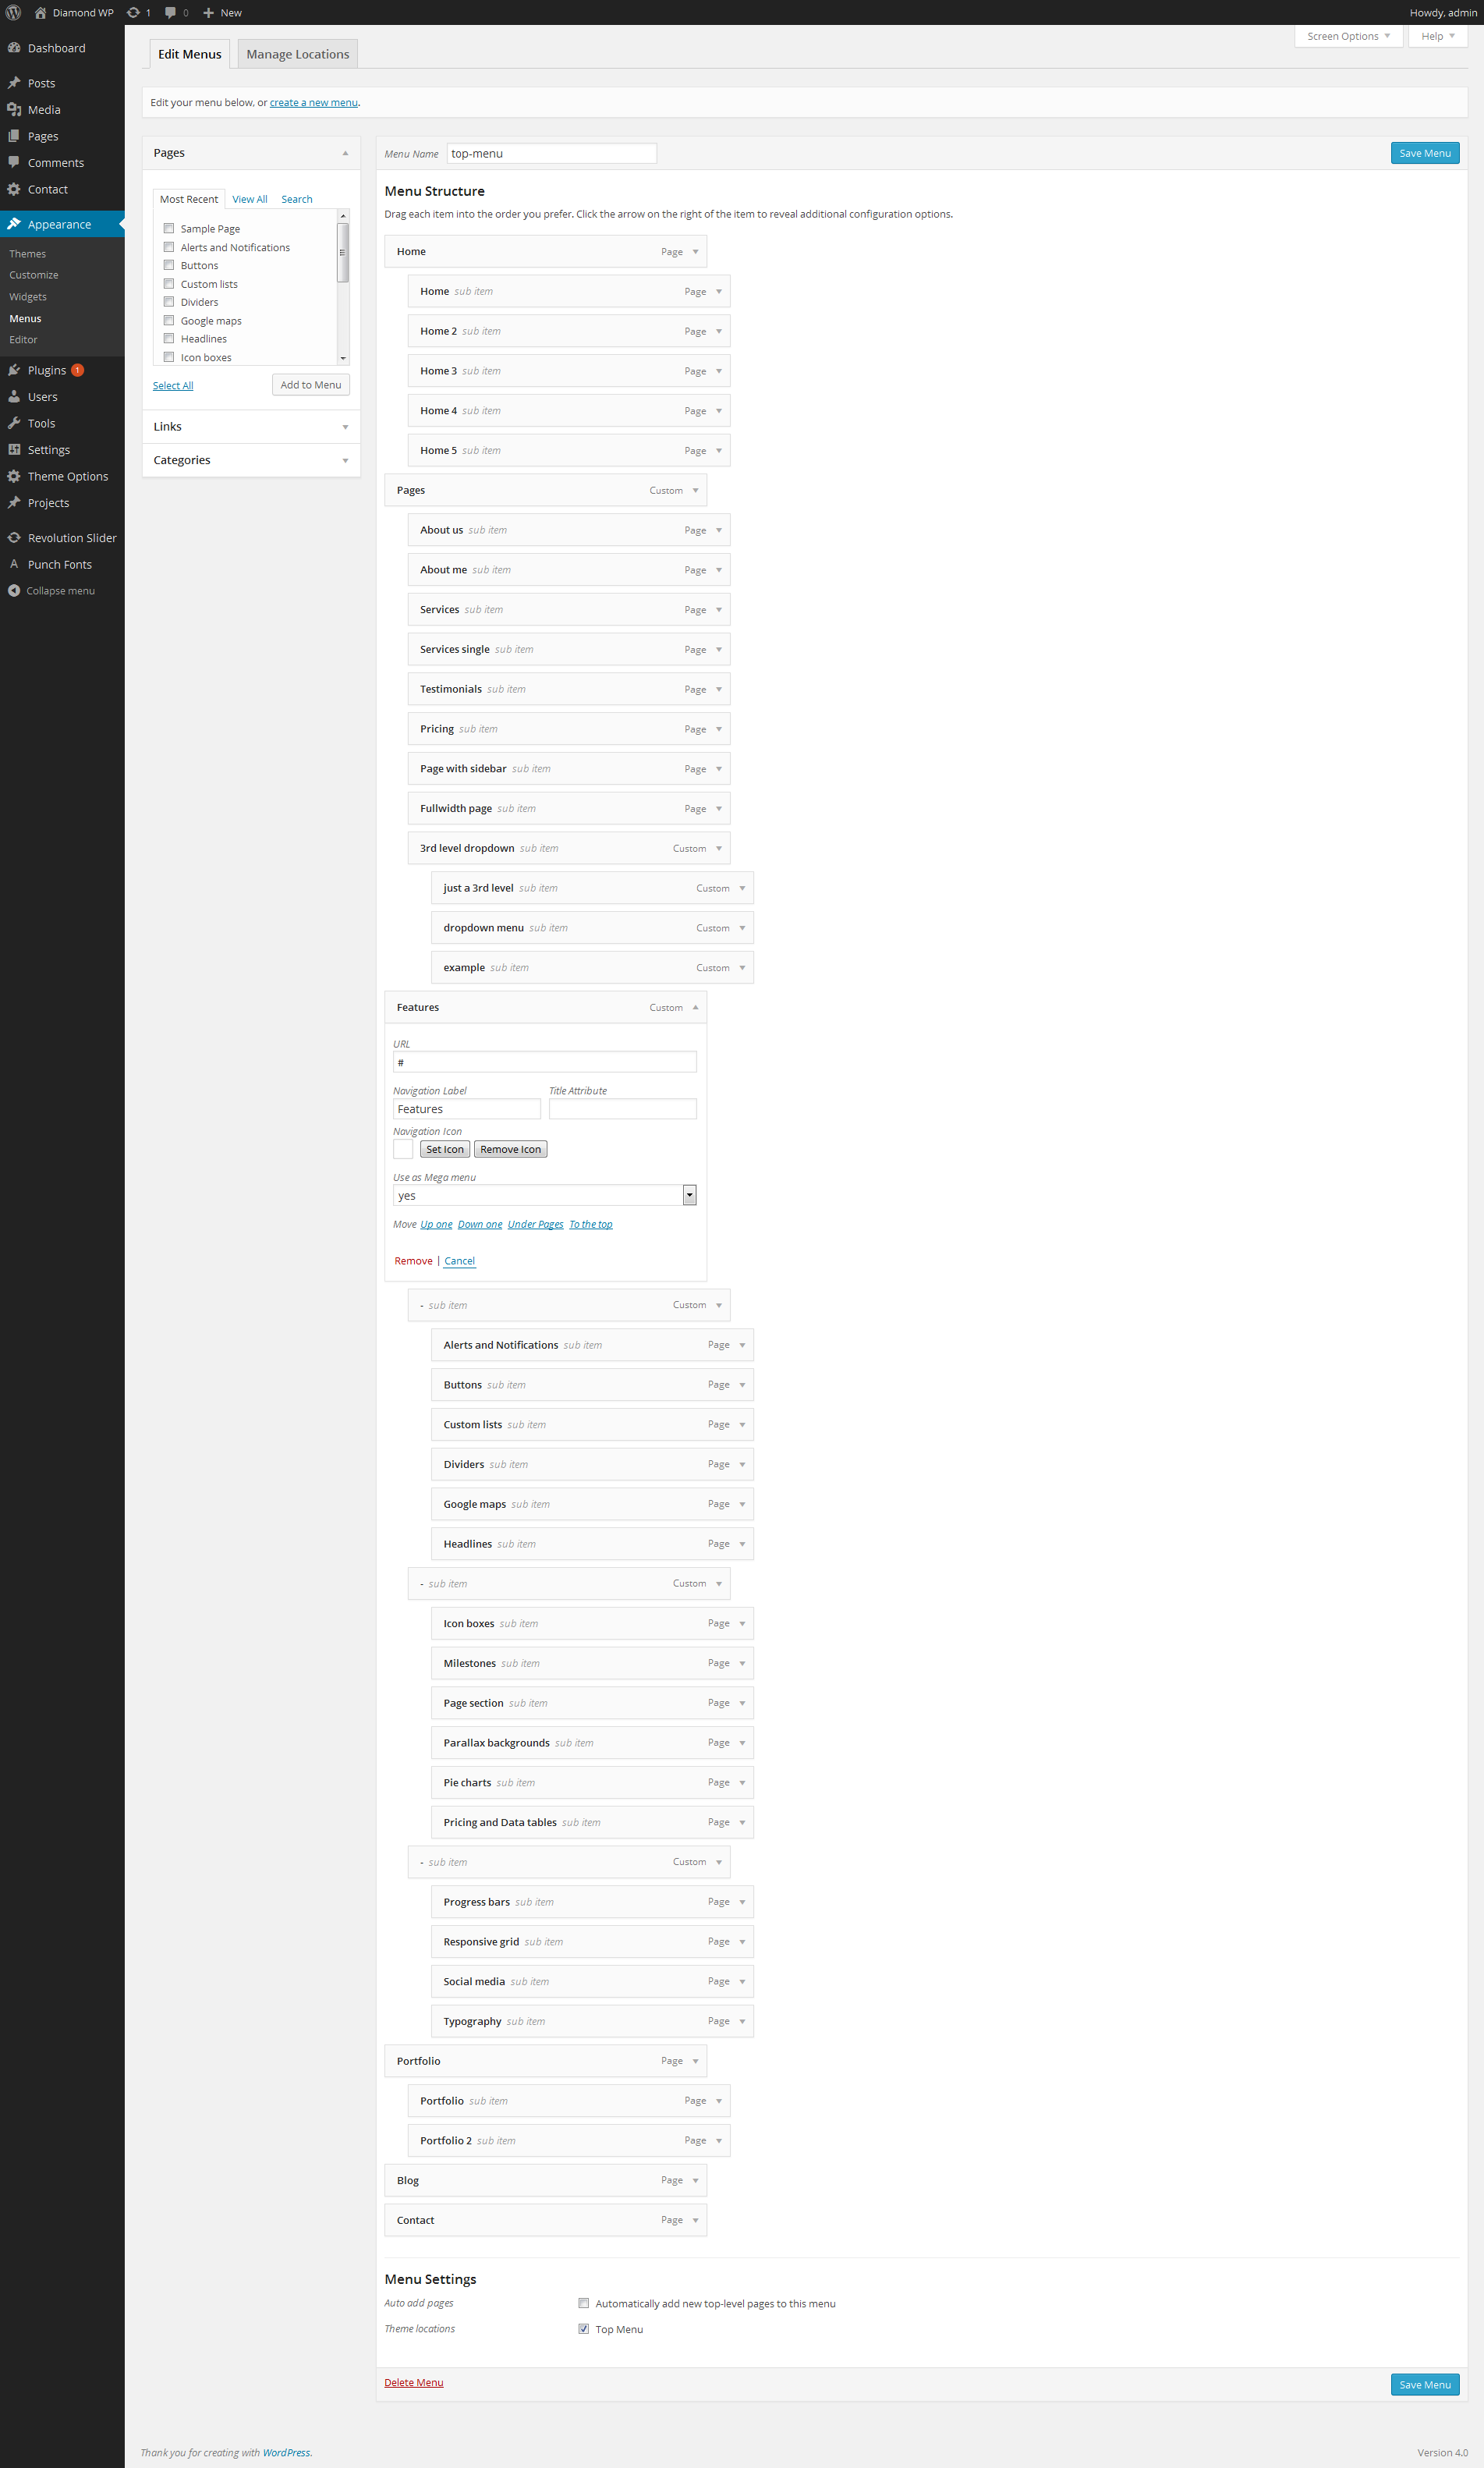 Diamond WP 1 0 New Howdy, admin
Screen Options Help
Dashboard
Posts
Media
Pages
Comments
Contact
Appearance
Themes
Customize
Widgets
Menus
Editor
Plugins 1
Users
Tools
Settings
Theme Options
Projects
Revolution Slider
Punch Fonts
Collapse menu
Edit Menus Manage Locations
Edit your menu below, or create a new menu.
Pages
Most Recent View All Search
Sample Page
Alerts and Notifications
Buttons
Custom lists
Dividers
Google maps
Headlines
Icon boxes
Select All Add to Menu
Links
Categories
Menu Name top-menu Save Menu
Menu Structure
Drag each item into the order you prefer. Click the arrow on the right of the item to reveal additional configuration options.
Home Page
Home sub item Page
Home 2 sub item Page
Home 3 sub item Page
Home 4 sub item Page
Home 5 sub item Page
Pages Custom
About us sub item Page
About me sub item Page
Services sub item Page
Services single sub item Page
Testimonials sub item Page
Pricing sub item Page
Page with sidebar sub item Page
Fullwidth page sub item Page
3rd level dropdown sub item Custom
just a 3rd level sub item Custom
dropdown menu sub item Custom
example sub item Custom
Features Custom
URL
#
Navigation Label Title Attribute
Features
Navigation Icon
Set Icon Remove Icon
Use as Mega menu
yes
Move Up one Down one Under Pages To the top
Remove | Cancel
- sub item Custom
Alerts and Notifications sub item Page
Buttons sub item Page
Custom lists sub item Page
Dividers sub item Page
Google maps sub item Page
Headlines sub item Page
- sub item Custom
Icon boxes sub item Page
Milestones sub item Page
Page section sub item Page
Parallax backgrounds sub item Page
Pie charts sub item Page
Pricing and Data tables sub item Page
- sub item Custom
Progress bars sub item Page
Responsive grid sub item Page
Social media sub item Page
Typography sub item Page
Portfolio Page
Portfolio sub item Page
Portfolio 2 sub item Page
Blog Page
Contact Page
Menu Settings
Auto add pages Automatically add new top-level pages to this menu
Theme locations Top Menu
Delete Menu Save Menu
Thank you for creating with WordPress. Version 4.0